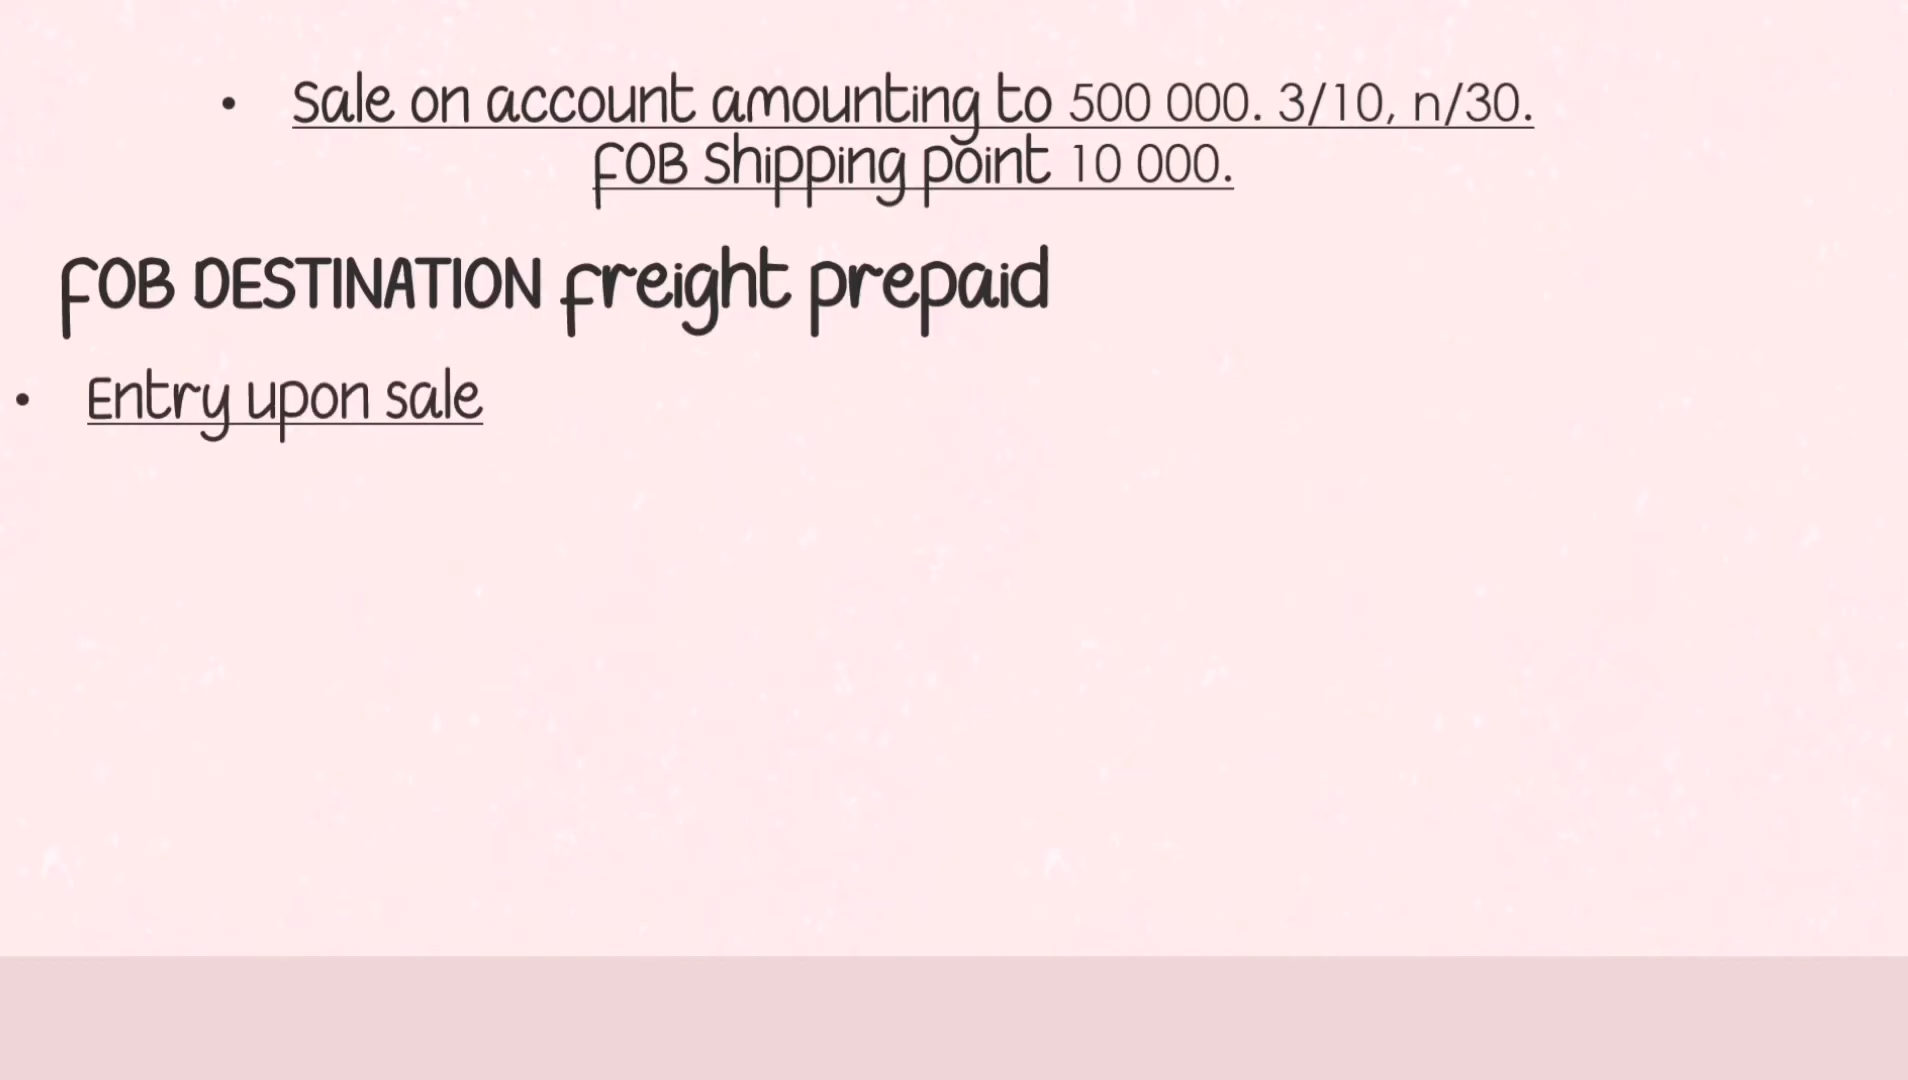 • Sale on account amounting to 500 000. 3/10, n/30.
FOB Shipping point 10 000.
FOB DESTINATION freight prepaid
• Entry upon sale